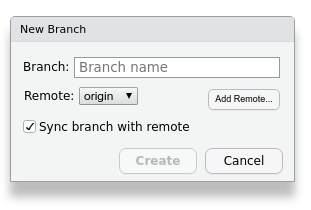 New Branch
Branch: Branch name
Remote: origin Add Remote...
Sync branch with remote
Create Cancel